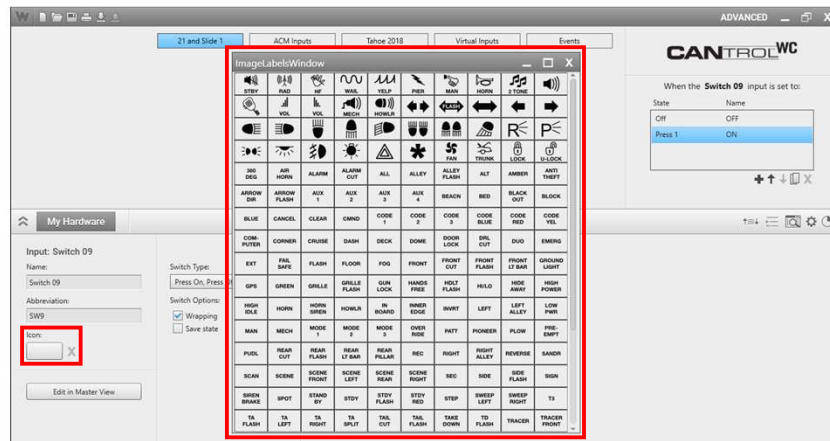 ADVANCED
21 and Slide 1 ACM Inputs Tahoe 2018 Virtual Inputs Events
CANTROLWC
When the Switch 09 input is set to:
State Name
Off OFF
Press 1 ON
My Hardware
Input: Switch 09
Name:
Switch 09
Abbreviation:
SW9
Icon:
X
Edit in Master View
Switch Type:
Press On, Press
Switch Options:
Wrapping
Save state
ImageLabelsWindow
STBY RAD HF WAIL YELP PIER MAN HORN 2 TONE
VOL VOL MECH HOWLR FLASH
R P
FAN TRUNK LOCK U-LOCK
360 DEG AIR HORN ALARM ALARM CUT ALL ALLEY ALLEY FLASH ALT AMBER ANTI THEFT
ARROW DIR ARROW FLASH AUX 1 AUX 2 AUX 3 AUX 4 BEACN BED BLACK OUT BLOCK
BLUE CANCEL CLEAR CMND CODE 1 CODE 2 CODE 3 CODE BLUE CODE RED CODE YEL
COM-PUTER CORNER CRUISE DASH DECK DOME DOOR LOCK DRL CUT DUO EMERG
EXT FAIL SAFE FLASH FLOOR FOG FRONT FRONT CUT FRONT FLASH FRONT LT BAR GROUND LIGHT
GPS GREEN GRILLE GRILLE FLASH GUN LOCK HANDS FREE HDLT FLASH HI/LO HIDE AWAY HIGH POWER
HIGH IDLE HORN HORN SIREN HOWLR IN BOARD INNER EDGE INVRT LEFT LEFT ALLEY LOW PWR
MAN MECH MODE 1 MODE 2 MODE 3 OVER RIDE PATT PIONEER PLOW PRE-EMPT
PUDL REAR CUT REAR FLASH REAR LT BAR REAR PILLAR REC RIGHT RIGHT ALLEY REVERSE SANDR
SCAN SCENE SCENE FRONT SCENE LEFT SCENE REAR SCENE RIGHT SEC SIDE SIDE FLASH SIGN
SIREN BRAKE SPOT STAND BY STDY STDY FLASH STDY RED STEP SWEEP LEFT SWEEP RIGHT T3
TA FLASH TA LEFT TA RIGHT TA SPLIT TAIL CUT TAIL FLASH TAKE DOWN TD FLASH TRACER TRACER FRONT